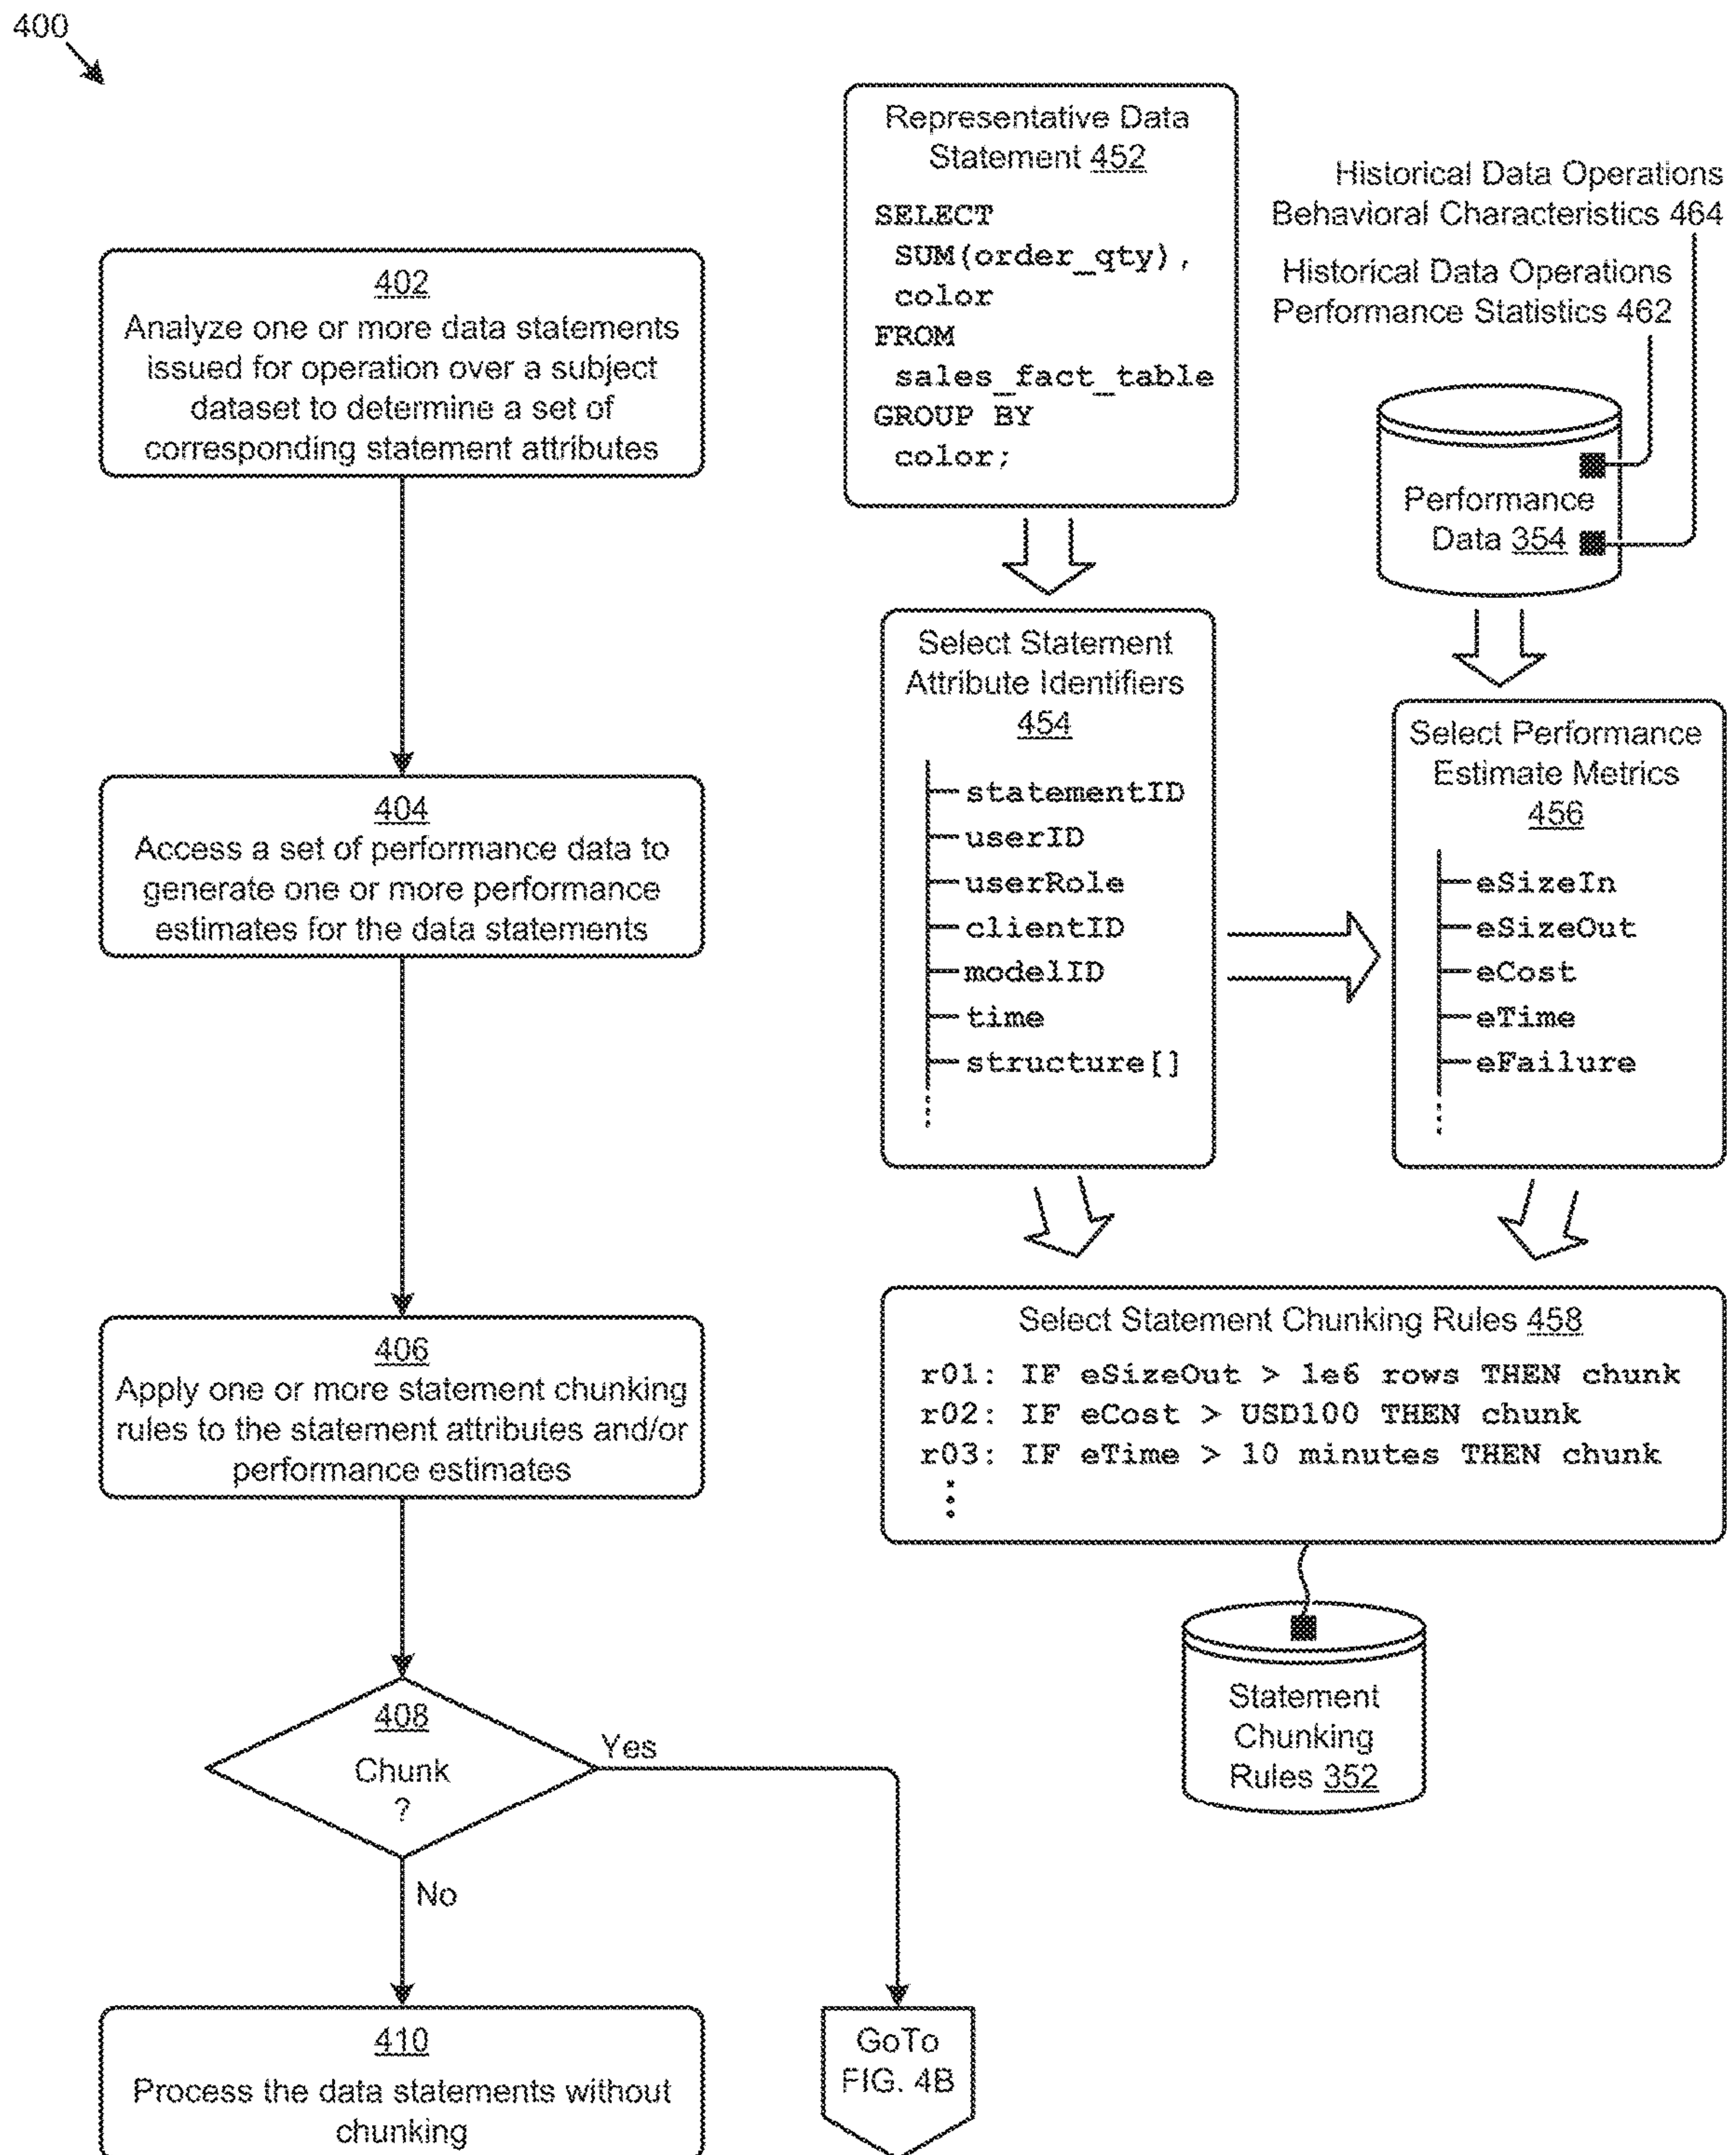 400
402
Analyze one or more data statements
issued for operation over a subject
dataset to determine a set of
corresponding statement attributes
404
Access a set of performance data to
generate one or more performance
estimates for the data statements
406
Apply one or more statement chunking
rules to the statement attributes and/or
performance estimates
408
Chunk
?
Yes
No
410
Process the data statements without
chunking
GoTo
FIG. 4B
Representative Data
Statement 452
SELECT
SUM(order_qty),
color
FROM
sales_fact_table
GROUP BY
color;
Historical Data Operations
Behavioral Characteristics 464
Historical Data Operations
Performance Statistics 462
Performance
Data 354
Select Statement
Attribute Identifiers
454
statementID
userID
userRole
clientID
modelID
time
structure[]
Select Performance
Estimate Metrics
456
eSizeIn
eSizeOut
eCost
eTime
eFailure
Select Statement Chunking Rules 458
r01: IF eSizeOut > 1e6 rows THEN chunk
r02: IF eCost > USD100 THEN chunk
r03: IF eTime > 10 minutes THEN chunk
Statement
Chunking
Rules 352